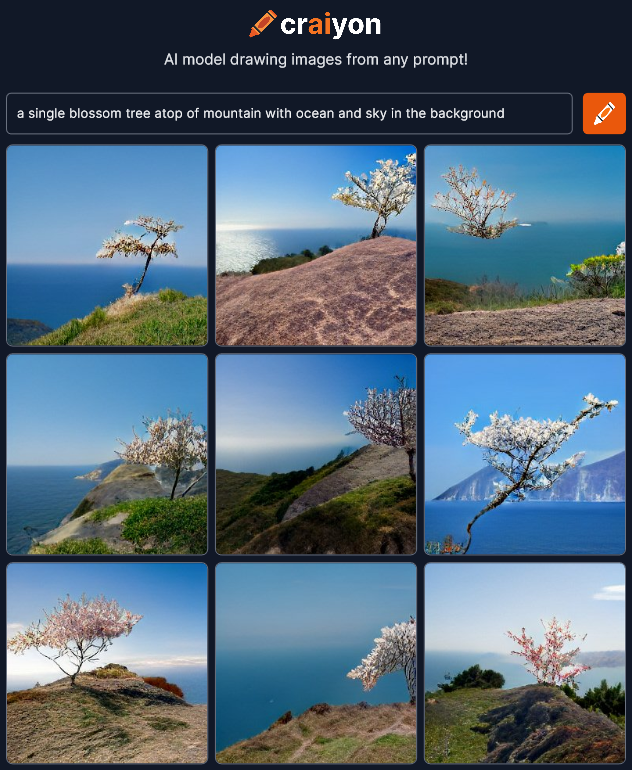 craiyon
AI model drawing images from any prompt!
a single blossom tree atop of mountain with ocean and sky in the background